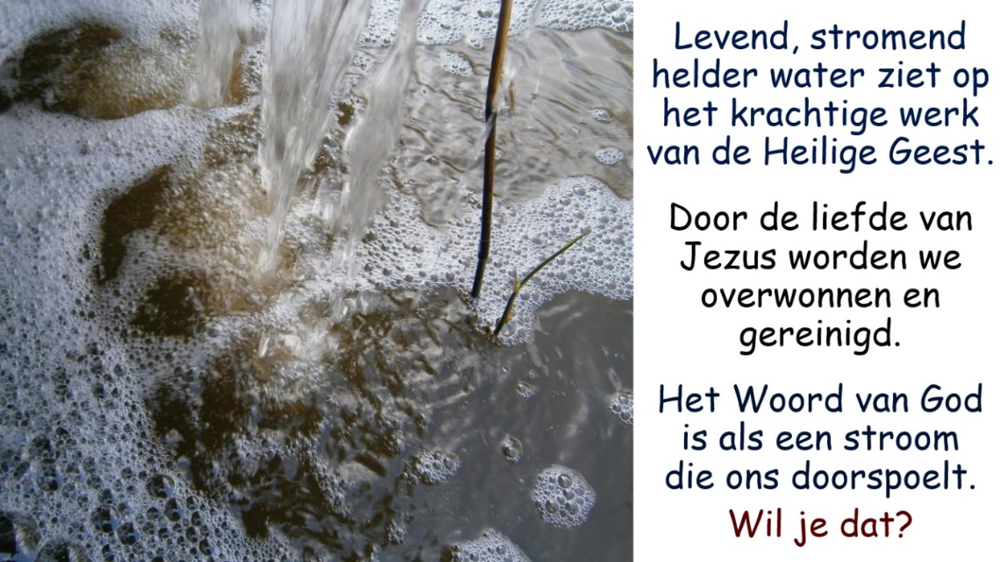 Levend, stromend
helder water ziet op
het krachtige werk
van de Heilige Geest.
Door de liefde van
Jezus worden we
overwonnen en
gereinigd.
Het Woord van God
is als een stroom
die ons doorspoelt.
Wil je dat?